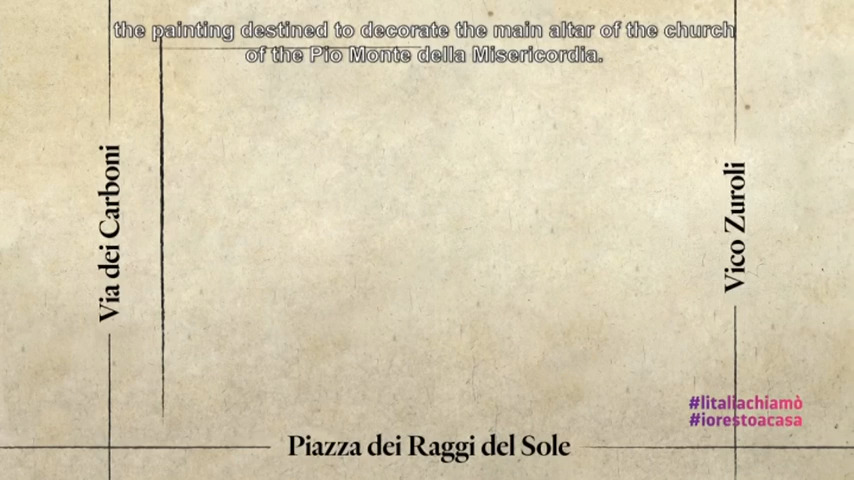 the painting destined to decorate the main altar of the church
of the Pio Monte della Misericordia.
Via dei Carboni
Vico Zuroli
#litaliachiamò
#iorestoacasa
Piazza dei Raggi del Sole